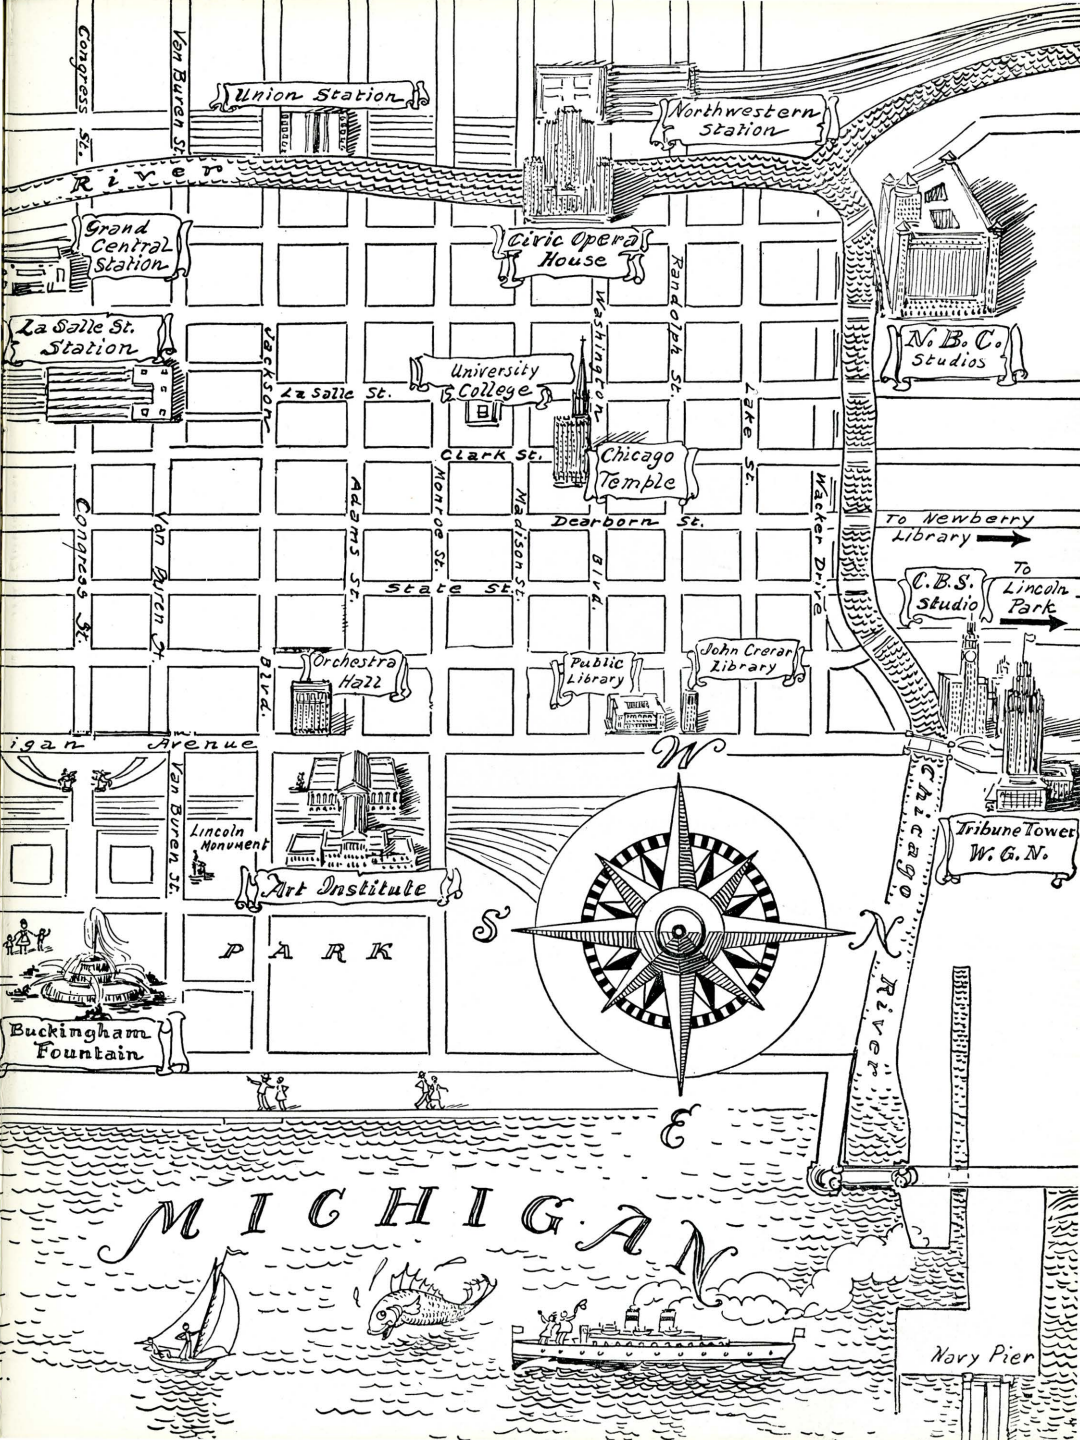 Congress St.
Van Buren St.
Union Station
Northwestern
Station
River
Grand
Central
Station
Civic Opera
House
Randolph St.
Washington
La Salle St.
Station
N.B.C.
Studios
Jackson
University
College
La Salle St.
Lake St.
Clark St.
Chicago
Temple
Congress St.
Van Buren St.
Adams St.
Monroe St.
Madison St.
Dearborn St.
Wacker Drive
To Newberry
Library
Blvd.
State St.
C.B.S.
Studio
To
Lincoln
Park
Blvd.
Orchestra
Hall
Public
Library
John Crerar
Library
igan Avenue
W
Van Buren St.
Lincoln
Monument
Chicago River
Tribune Tower
W.G.N.
Art Institute
S
N
PARK
Buckingham
Fountain
E
MICHIGAN
Navy Pier